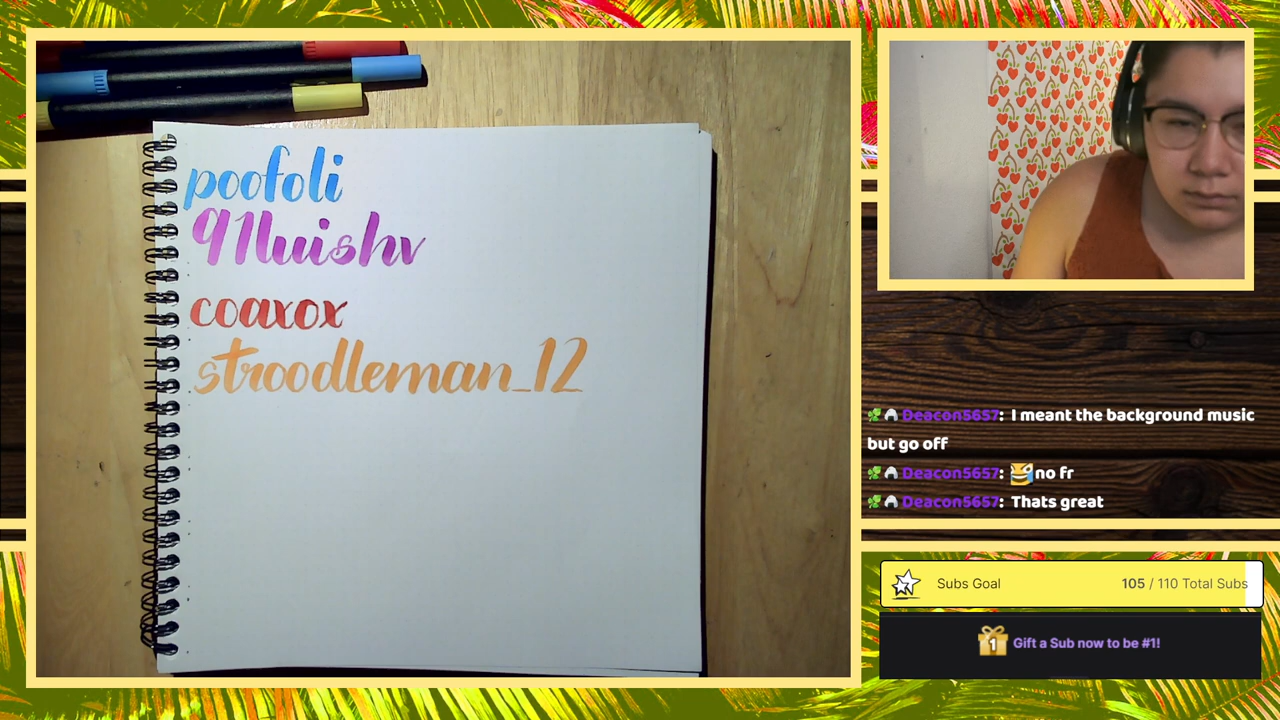 poofoli
91luishv
coaxox
stroodleman_12
Deacon5657: I meant the background music
but go off
Deacon5657: no fr
Deacon5657: Thats great
Subs Goal 105 / 110 Total Subs
1 Gift a Sub now to be #1!